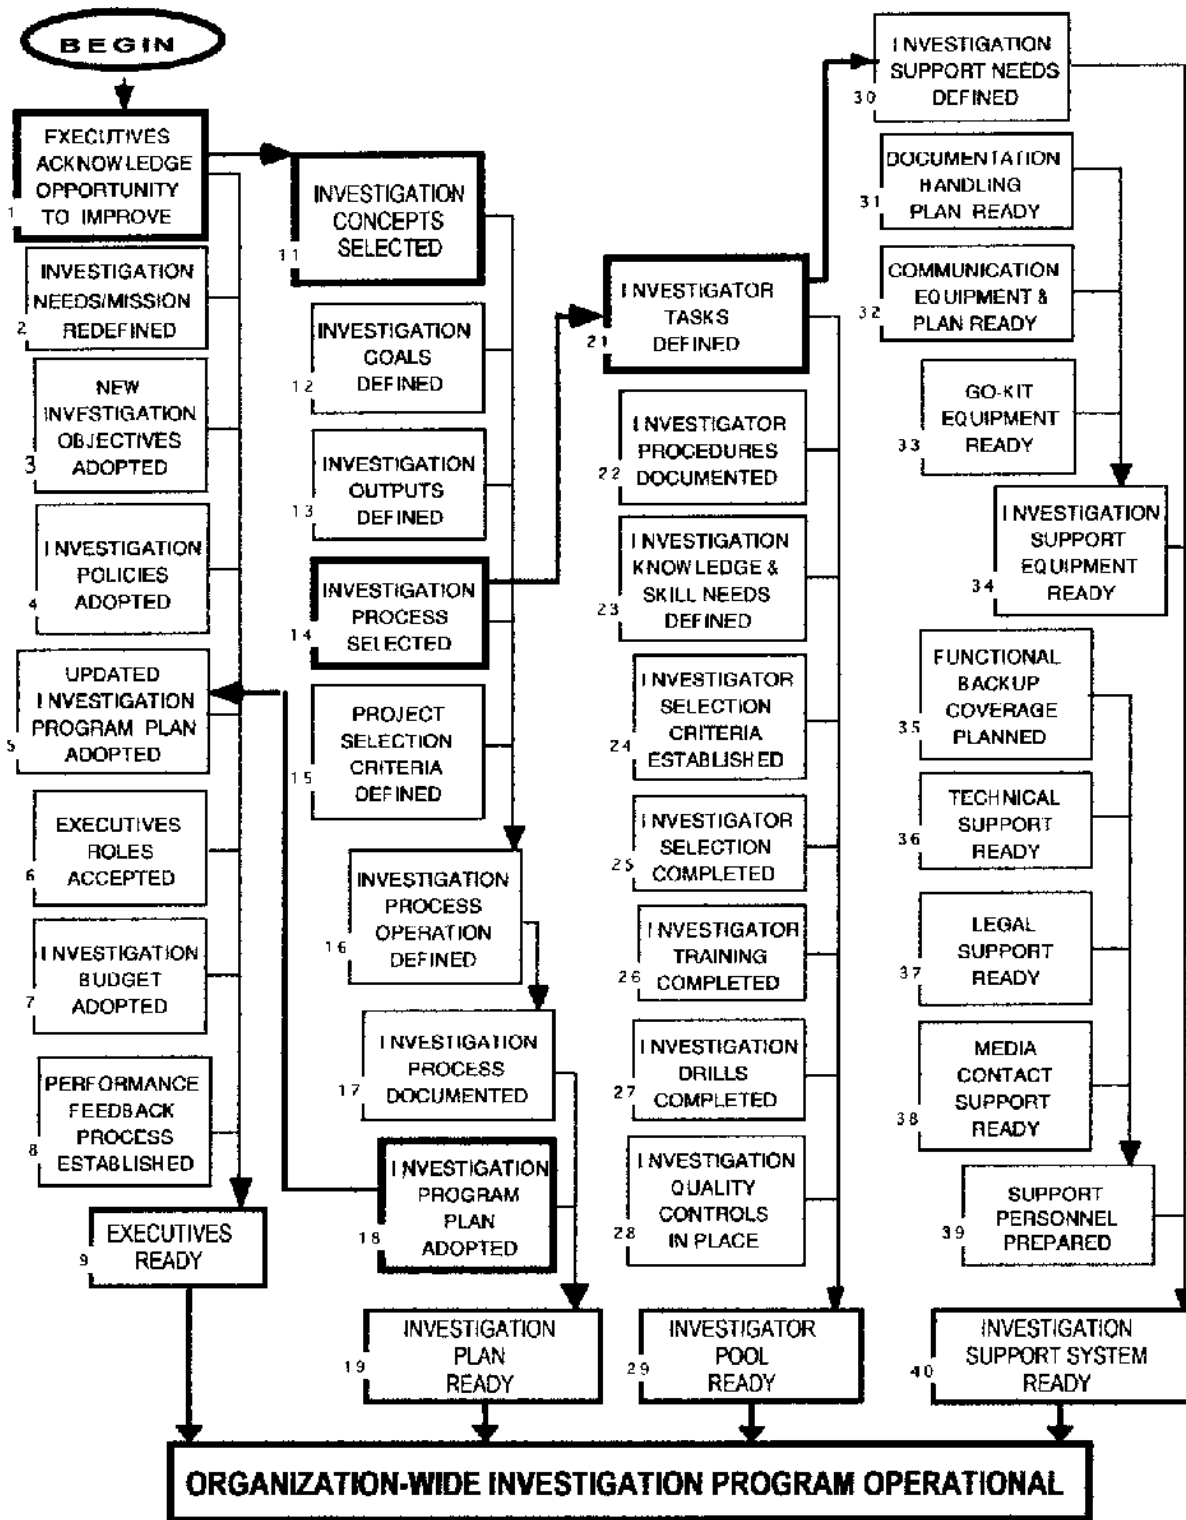 BEGIN
EXECUTIVES
ACKNOWLEDGE
OPPORTUNITY
TO IMPROVE
1
INVESTIGATION
NEEDS/MISSION
REDEFINED
2
NEW
INVESTIGATION
OBJECTIVES
ADOPTED
3
INVESTIGATION
POLICIES
ADOPTED
4
UPDATED
INVESTIGATION
PROGRAM PLAN
ADOPTED
5
EXECUTIVES
ROLES
ACCEPTED
6
INVESTIGATION
BUDGET
ADOPTED
7
PERFORMANCE
FEEDBACK
PROCESS
ESTABLISHED
8
EXECUTIVES
READY
9
INVESTIGATION
CONCEPTS
SELECTED
11
INVESTIGATION
GOALS
DEFINED
12
INVESTIGATION
OUTPUTS
DEFINED
13
INVESTIGATION
PROCESS
SELECTED
14
PROJECT
SELECTION
CRITERIA
DEFINED
15
INVESTIGATION
PROCESS
OPERATION
DEFINED
16
INVESTIGATION
PROCESS
DOCUMENTED
17
INVESTIGATION
PROGRAM
PLAN
ADOPTED
18
INVESTIGATION
PLAN
READY
19
INVESTIGATOR
TASKS
DEFINED
21
INVESTIGATOR
PROCEDURES
DOCUMENTED
22
INVESTIGATION
KNOWLEDGE &
SKILL NEEDS
DEFINED
23
INVESTIGATOR
SELECTION
CRITERIA
ESTABLISHED
24
INVESTIGATOR
SELECTION
COMPLETED
25
INVESTIGATOR
TRAINING
COMPLETED
26
INVESTIGATION
DRILLS
COMPLETED
27
INVESTIGATION
QUALITY
CONTROLS
IN PLACE
28
INVESTIGATOR
POOL
READY
29
INVESTIGATION
SUPPORT NEEDS
DEFINED
30
DOCUMENTATION
HANDLING
PLAN READY
31
COMMUNICATION
EQUIPMENT &
PLAN READY
32
GO-KIT
EQUIPMENT
READY
33
INVESTIGATION
SUPPORT
EQUIPMENT
READY
34
FUNCTIONAL
BACKUP
COVERAGE
PLANNED
35
TECHNICAL
SUPPORT
READY
36
LEGAL
SUPPORT
READY
37
MEDIA
CONTACT
SUPPORT
READY
38
SUPPORT
PERSONNEL
PREPARED
39
INVESTIGATION
SUPPORT SYSTEM
READY
40
ORGANIZATION-WIDE INVESTIGATION PROGRAM OPERATIONAL